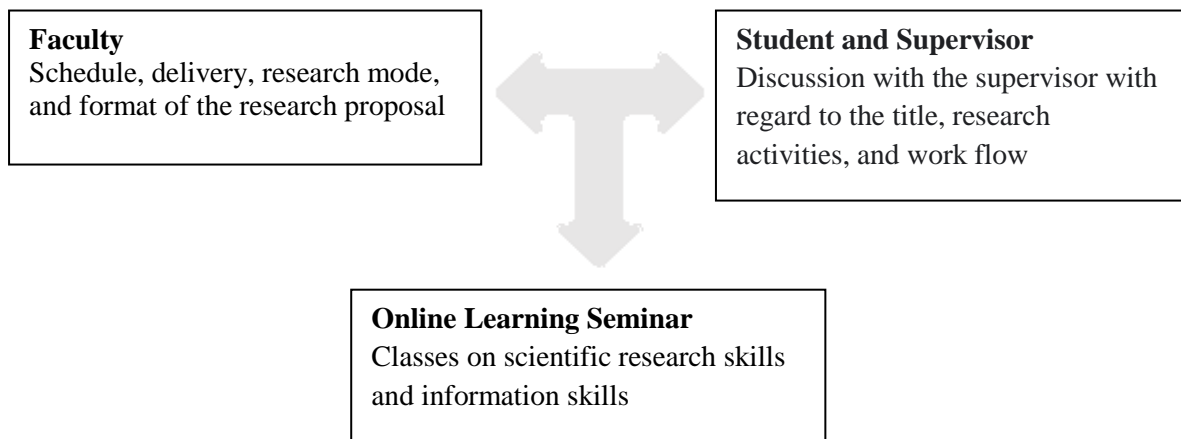 Faculty
Schedule, delivery, research mode,
and format of the research proposal
Student and Supervisor
Discussion with the supervisor with
regard to the title, research
activities, and work flow
Online Learning Seminar
Classes on scientific research skills
and information skills